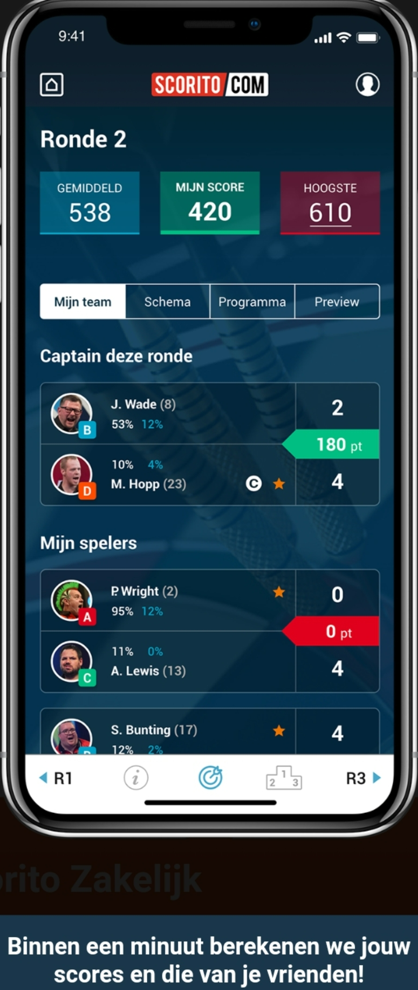 9:41
SCORITO/COM
Ronde 2
GEMIDDELD MIJN SCORE HOOGSTE
538 420 610
Mijn team Schema Programma Preview
Captain deze ronde
J. Wade (8) 2
53% 12%
B
180 pt
10% 4%
M. Hopp (23) C 4
D
Mijn spelers
P. Wright (2) 0
95% 12%
A
0 pt
11% 0%
A. Lewis (13) 4
C
S. Bunting (17) 4
12% 2%
R1 i 2 1 3 R3
orito Zakelijk
Binnen een minuut berekenen we jouw
scores en die van je vrienden!